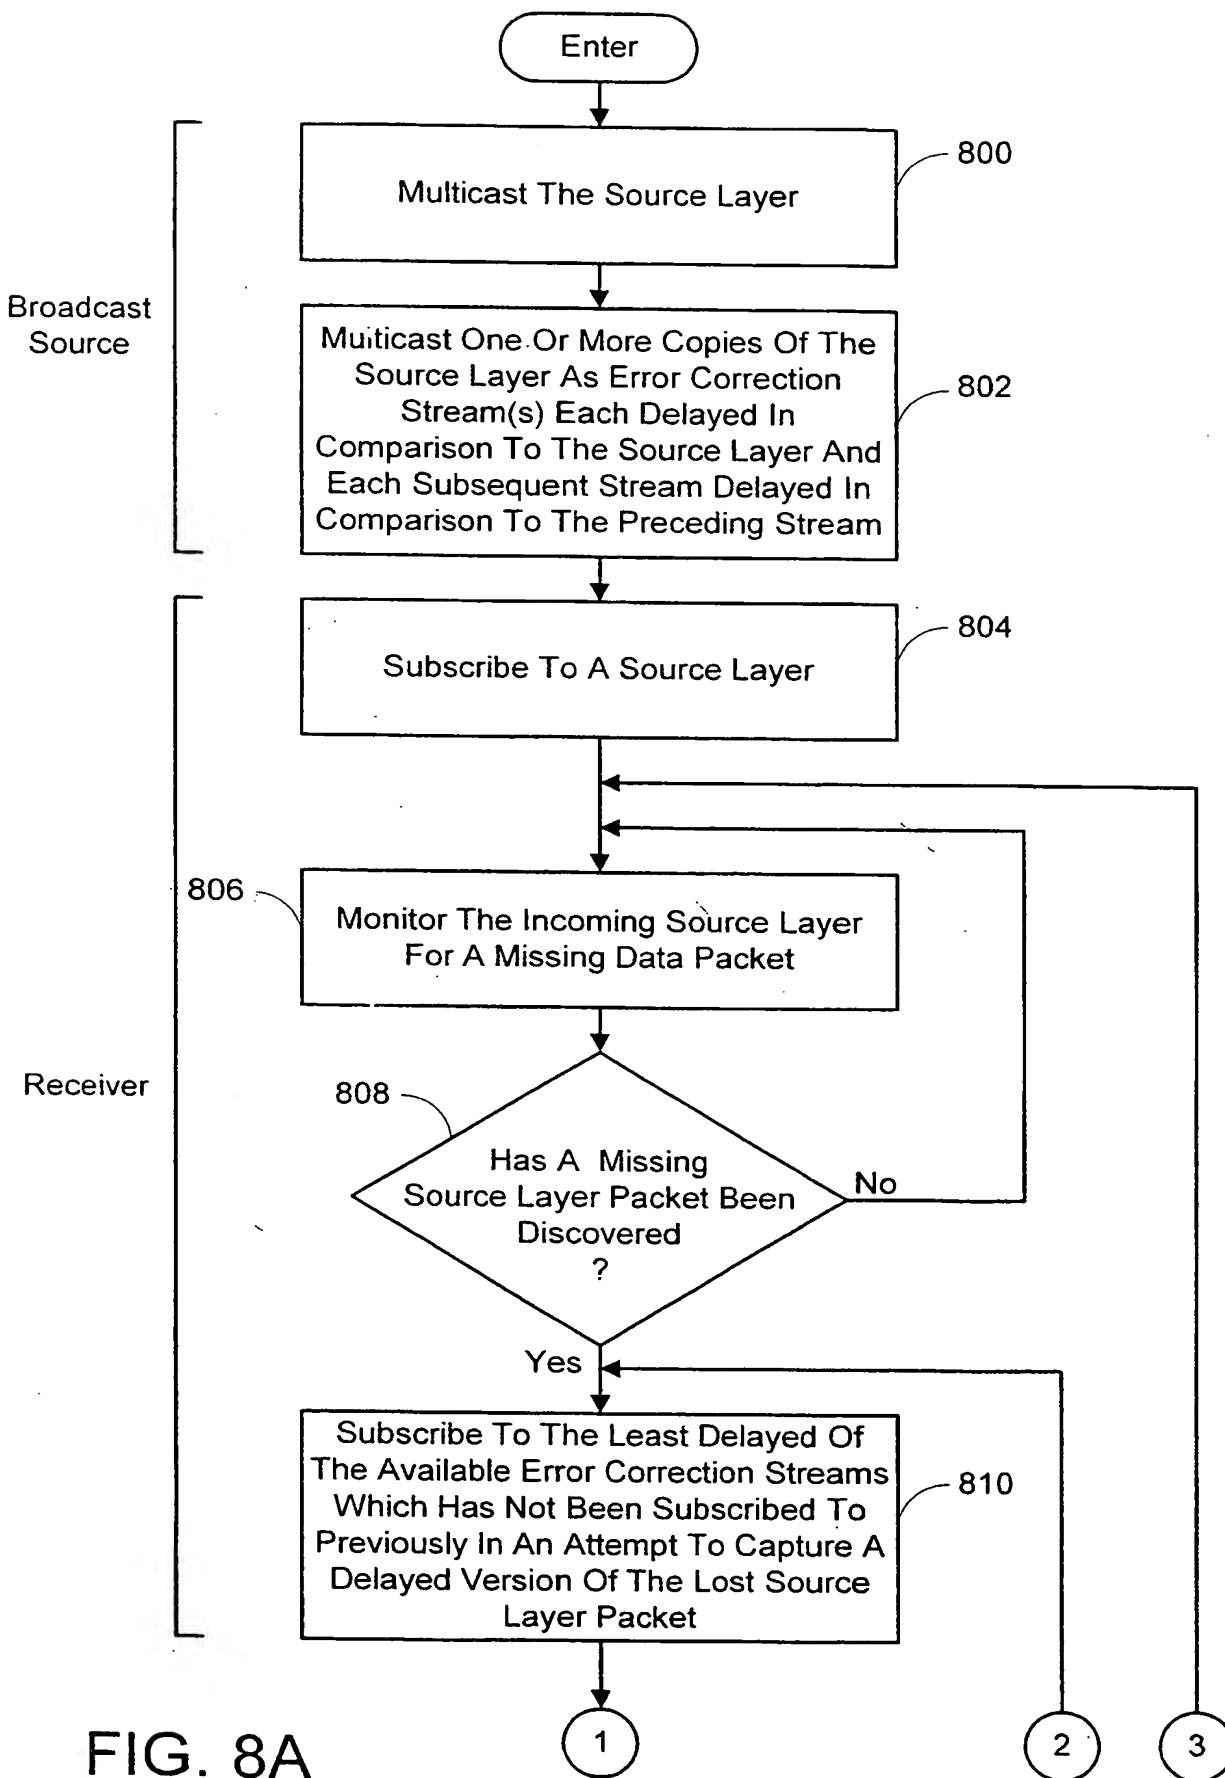 Enter
Multicast The Source Layer
800
Broadcast
Source
Multicast One Or More Copies Of The
Source Layer As Error Correction
Stream(s) Each Delayed In
Comparison To The Source Layer And
Each Subsequent Stream Delayed In
Comparison To The Preceding Stream
802
Subscribe To A Source Layer
804
806
Monitor The Incoming Source Layer
For A Missing Data Packet
Receiver
808
Has A Missing
Source Layer Packet Been
Discovered
?
No
Yes
Subscribe To The Least Delayed Of
The Available Error Correction Streams
Which Has Not Been Subscribed To
Previously In An Attempt To Capture A
Delayed Version Of The Lost Source
Layer Packet
810
1
2
3
FIG. 8A